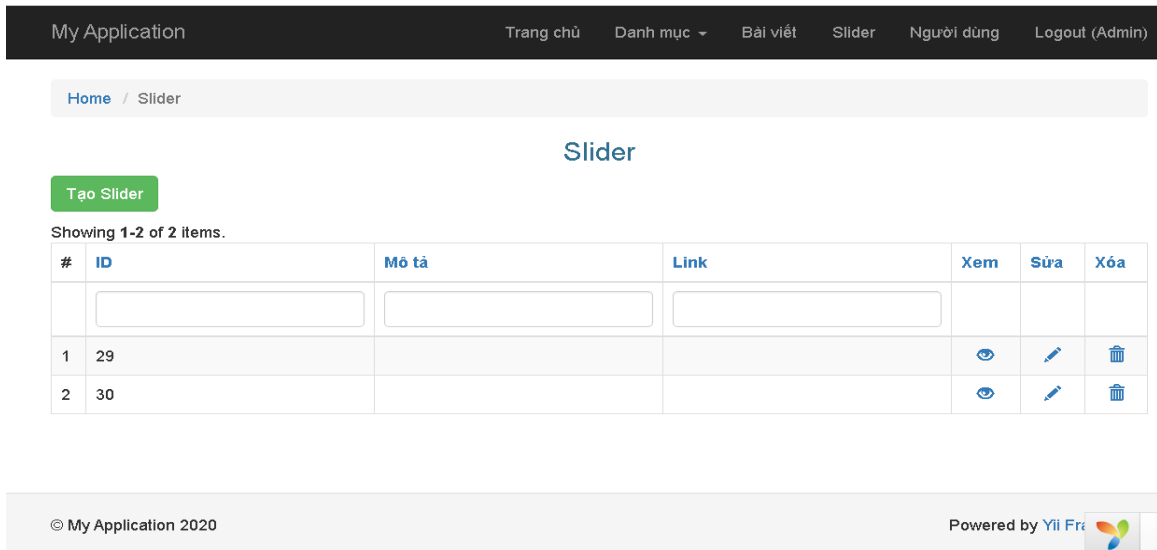 My Application Trang chủ Danh mục Bài viết Slider Người dùng Logout (Admin)
Home / Slider
Slider
Tạo Slider
Showing 1-2 of 2 items.
# ID Mô tả Link Xem Sửa Xóa
1 29
2 30
© My Application 2020 Powered by Yii